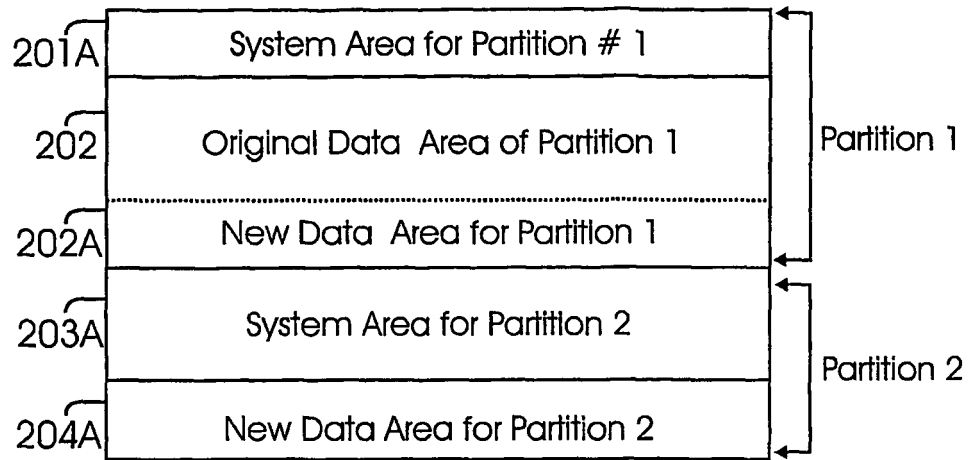 201A
System Area for Partition # 1
202
Original Data Area of Partition 1
Partition 1
202A
New Data Area for Partition 1
203A
System Area for Partition 2
Partition 2
204A
New Data Area for Partition 2